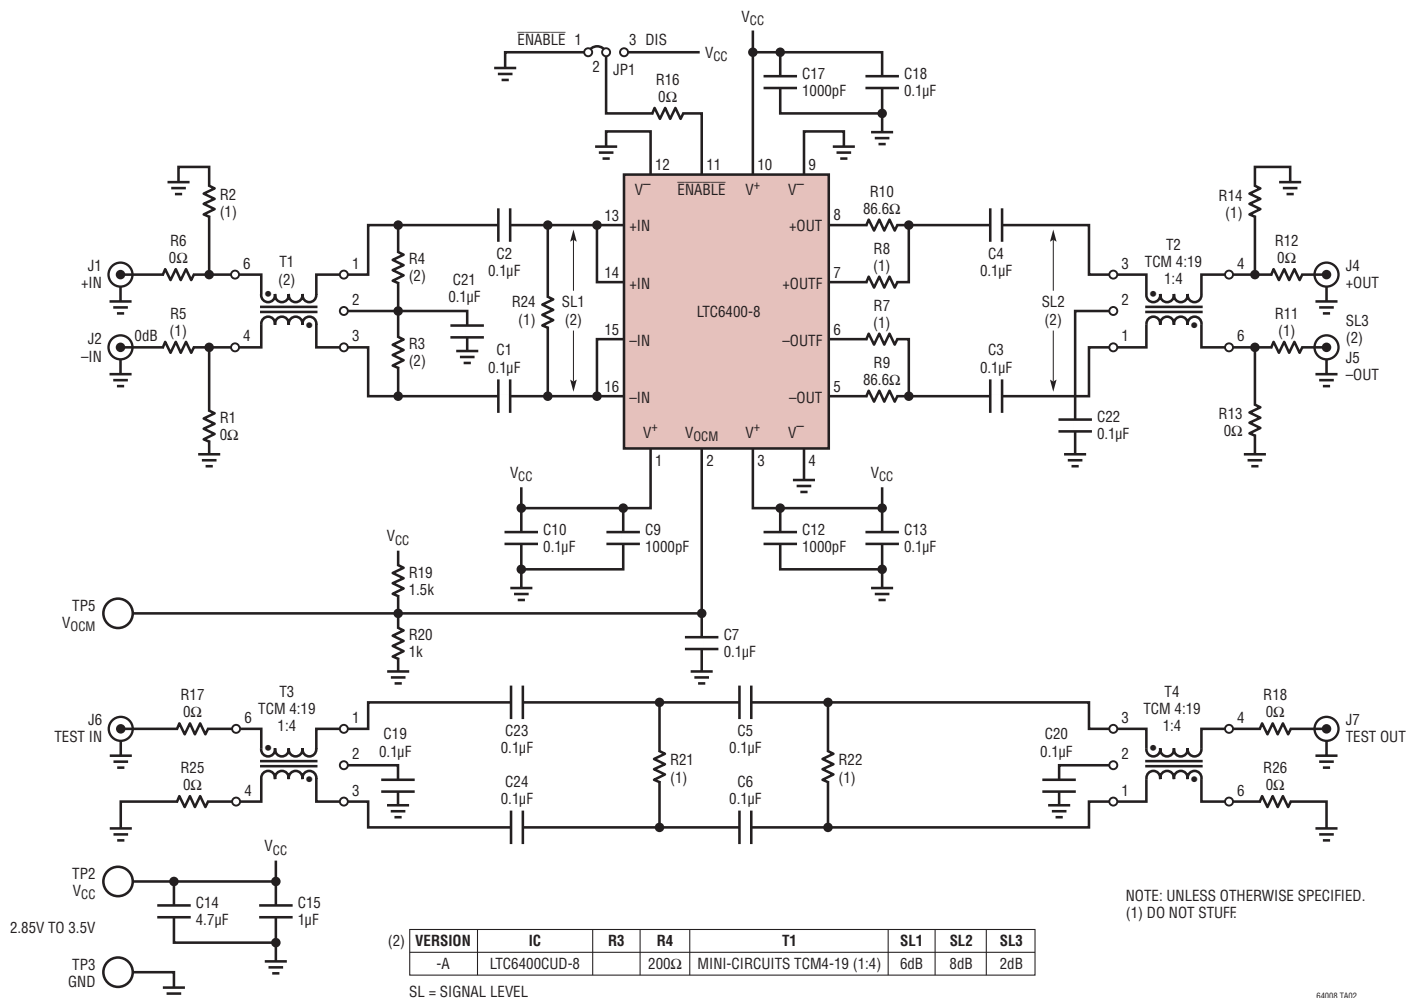 VCC
ENABLE 1
3 DIS
VCC
2
JP1
R16
0Ω
C17
1000pF
C18
0.1µF
12
11
10
9
V–
ENABLE
V+
V–
R2
(1)
R6
0Ω
J1
+IN
6
T1
(2)
1
R4
(2)
C21
0.1µF
2
C2
0.1µF
R24
(1)
SL1
(2)
13
+IN
14
+IN
LTC6400-8
15
–IN
16
–IN
J2
–IN
0dB
R5
(1)
4
3
R3
(2)
C1
0.1µF
R1
0Ω
+OUT
8
+OUTF
7
–OUTF
6
–OUT
5
R10
86.6Ω
R8
(1)
R7
(1)
R9
86.6Ω
C4
0.1µF
C3
0.1µF
SL2
(2)
3
2
1
T2
TCM 4:19
1:4
4
6
R14
(1)
R12
0Ω
J4
+OUT
R11
(1)
SL3
(2)
J5
–OUT
R13
0Ω
C22
0.1µF
V+
VOCM
V+
V–
1
2
3
4
VCC
C10
0.1µF
C9
1000pF
C12
1000pF
VCC
C13
0.1µF
VCC
R19
1.5k
TP5
VOCM
R20
1k
C7
0.1µF
J6
TEST IN
R17
0Ω
R25
0Ω
6
4
T3
TCM 4:19
1:4
1
2
3
C19
0.1µF
C23
0.1µF
C24
0.1µF
R21
(1)
C5
0.1µF
C6
0.1µF
R22
(1)
C20
0.1µF
3
2
1
T4
TCM 4:19
1:4
4
6
R18
0Ω
R26
0Ω
J7
TEST OUT
TP2
VCC
VCC
C14
4.7µF
C15
1µF
2.85V TO 3.5V
TP3
GND
NOTE: UNLESS OTHERWISE SPECIFIED.
(1) DO NOT STUFF.
(2) VERSION IC R3 R4 T1 SL1 SL2 SL3
-A LTC6400CUD-8 200Ω MINI-CIRCUITS TCM4-19 (1:4) 6dB 8dB 2dB
SL = SIGNAL LEVEL
64008 TA02